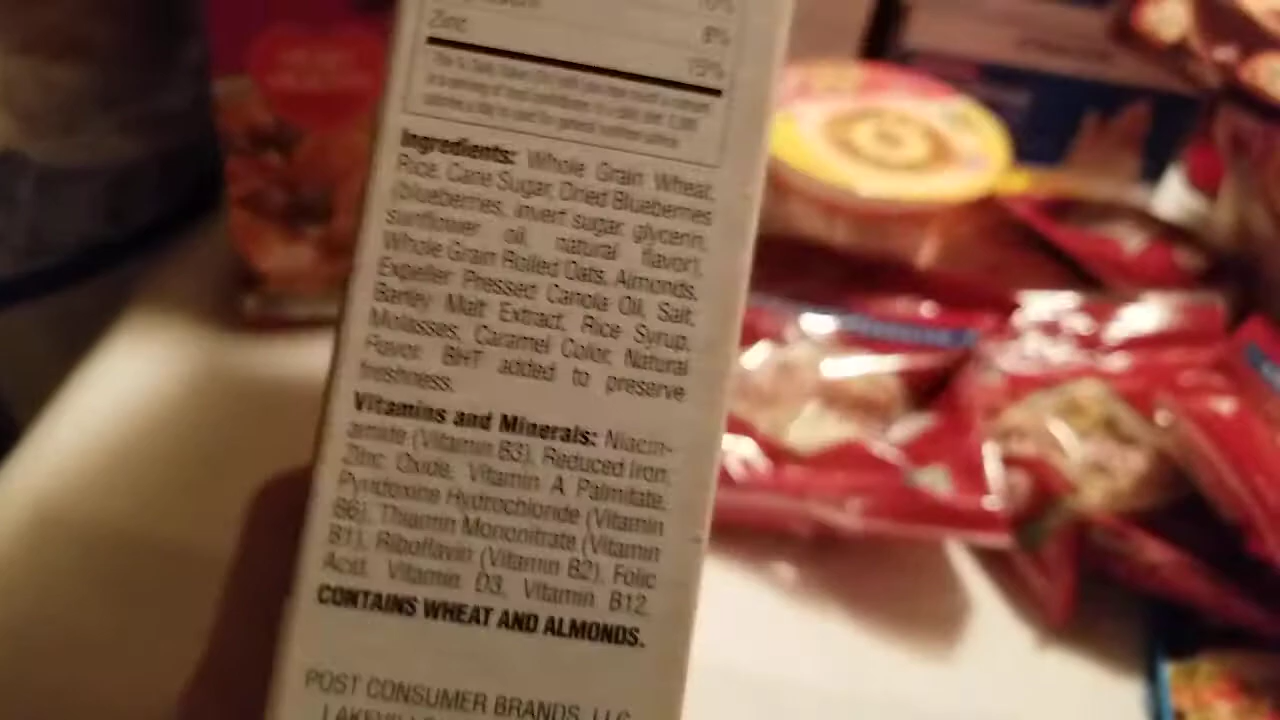 10%
Zinc 8%
15%
Ingredients: Whole Grain Wheat,
Rice, Cane Sugar, Dried Blueberries
(blueberries, invert sugar, glycerin,
sunflower oil, natural flavor),
Whole Grain Rolled Oats, Almonds,
Expeller Pressed Canola Oil, Salt,
Barley Malt Extract, Rice Syrup,
Molasses, Caramel Color, Natural
Flavor. BHT added to preserve
freshness.
Vitamins and Minerals: Niacin-
amide (Vitamin B3), Reduced Iron,
Zinc Oxide, Vitamin A Palmitate,
Pyridoxine Hydrochloride (Vitamin
B6), Thiamin Mononitrate (Vitamin
B1), Riboflavin (Vitamin B2), Folic
Acid, Vitamin D3, Vitamin B12.
CONTAINS WHEAT AND ALMONDS.
POST CONSUMER BRANDS, LLC